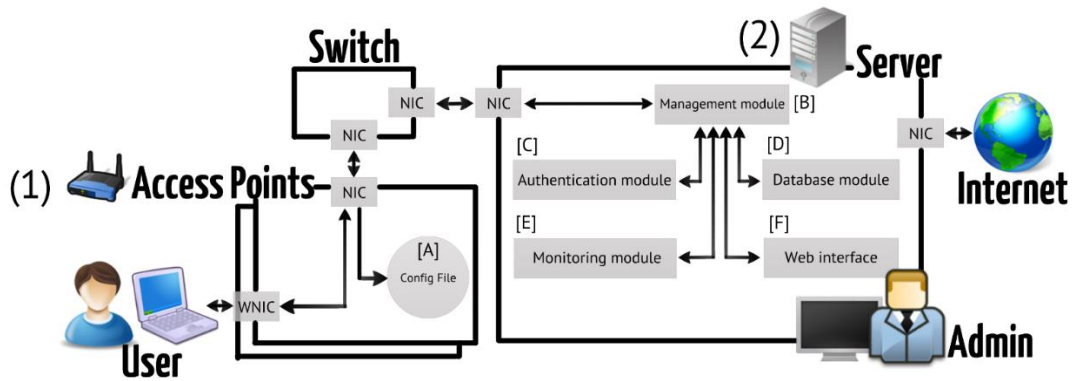 Switch
NIC
NIC
(1)
Access Points
NIC
[A]
Config File
WNIC
User
(2)
Server
NIC
Management module
[B]
[C]
Authentication module
[D]
Database module
[E]
Monitoring module
[F]
Web interface
NIC
Internet
Admin